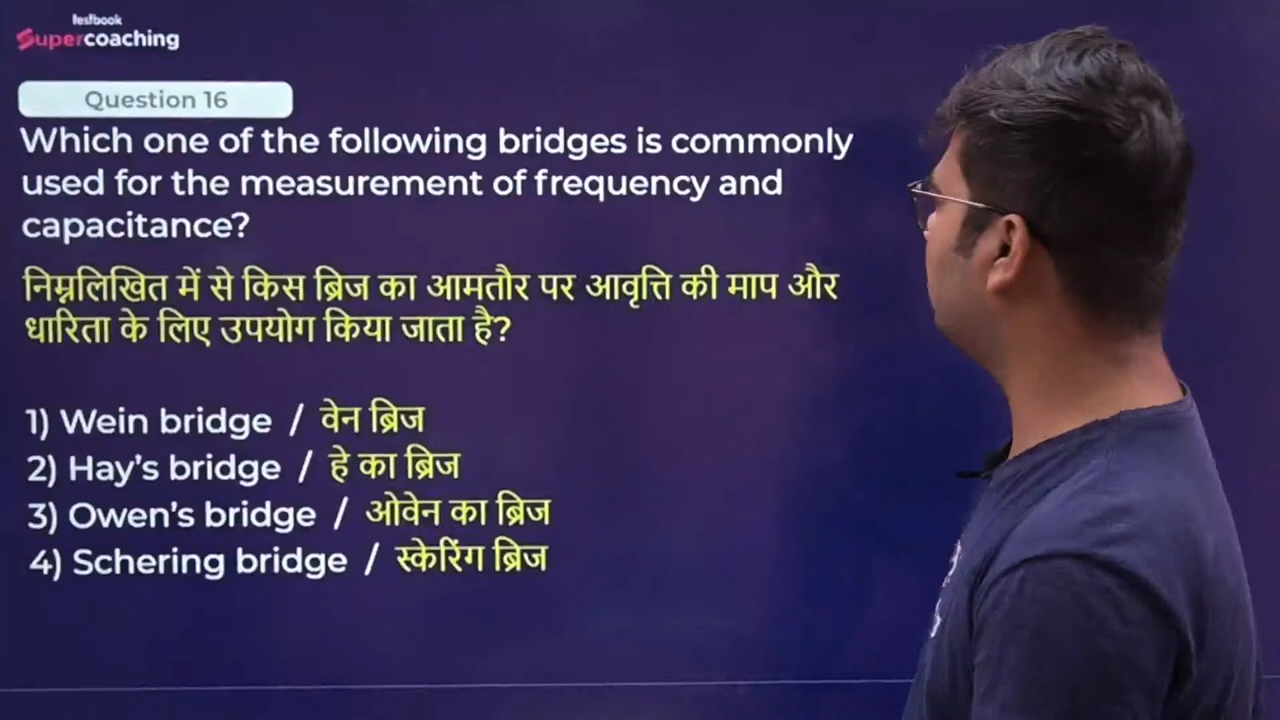 testbook
Supercoaching
Question 16
Which one of the following bridges is commonly
used for the measurement of frequency and
capacitance?
निम्नलिखित में से किस ब्रिज का आमतौर पर आवृत्ति की माप और
धारिता के लिए उपयोग किया जाता है?
1) Wein bridge / वेन ब्रिज
2) Hay's bridge / हे का ब्रिज
3) Owen's bridge / ओवेन का ब्रिज
4) Schering bridge / स्केरिंग ब्रिज